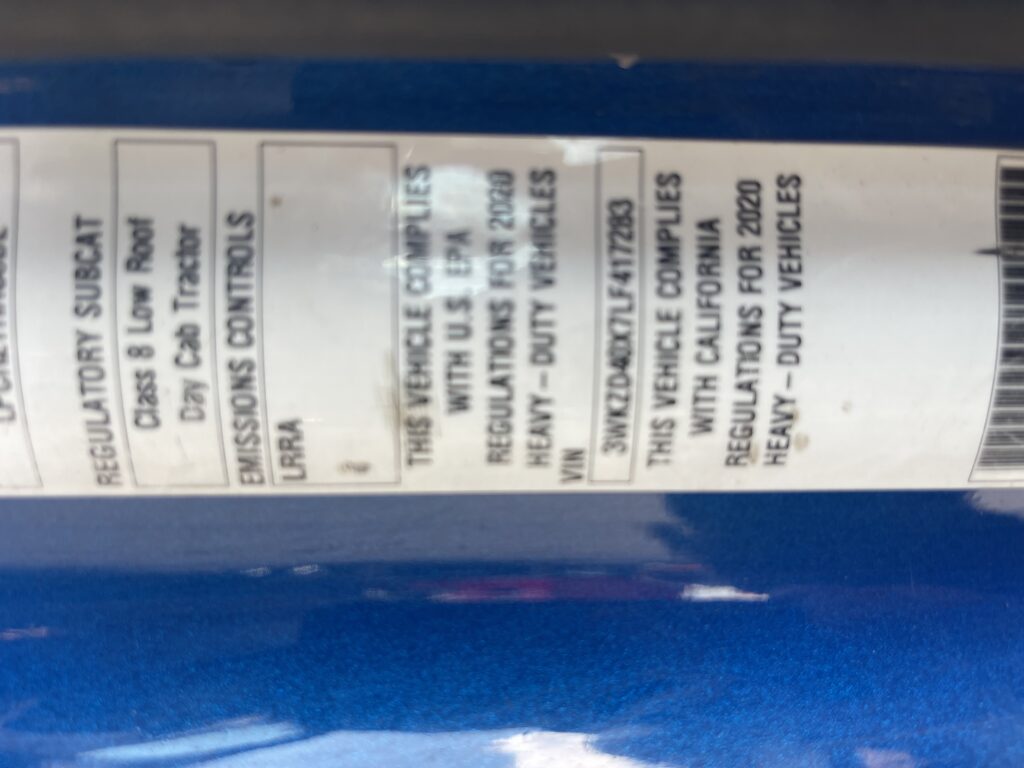 REGULATORY SUBCAT
Class 8 Low Roof
Day Cab Tractor
EMISSIONS CONTROLS
LRRA
THIS VEHICLE COMPLIES
WITH U.S. EPA
REGULATIONS FOR 2020
HEAVY-DUTY VEHICLES
VIN
3WKZD40X7LF417283
THIS VEHICLE COMPLIES
WITH CALIFORNIA
REGULATIONS FOR 2020
HEAVY-DUTY VEHICLES